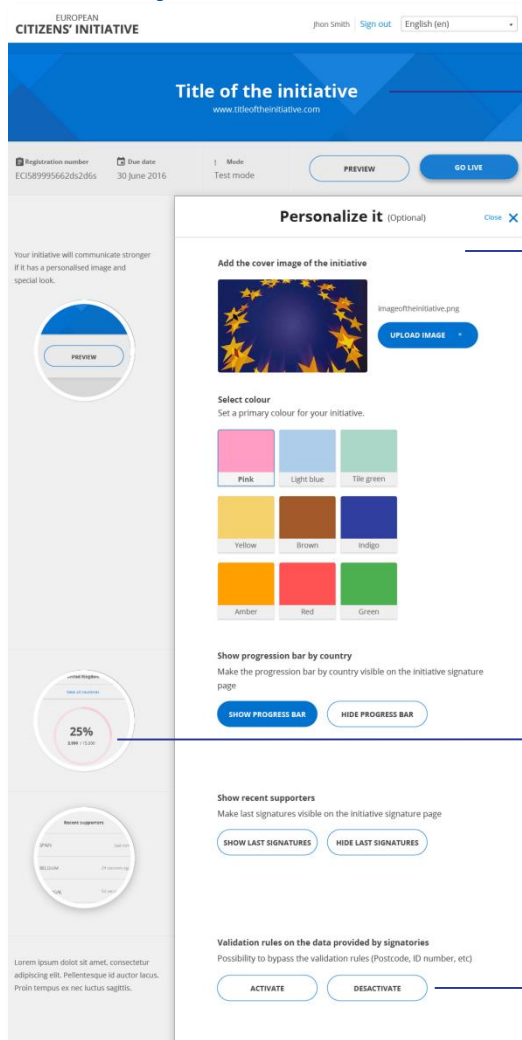 EUROPEAN
CITIZENS' INITIATIVE
Jhon Smith Sign out English (en)
Title of the initiative
www.titleoftheinitiative.com
Registration number Due date ! Mode
ECI589995662ds2d6s 30 June 2016 Test mode
PREVIEW GO LIVE
Personalize it (Optional) Close X
Your initiative will communicate stronger
if it has a personalised image and
special look.
PREVIEW
Add the cover image of the initiative
imageoftheinitiative.png
UPLOAD IMAGE
Select colour
Set a primary colour for your initiative.
Pink Light blue Tile green
Yellow Brown Indigo
Amber Red Green
Show progression bar by country
Make the progression bar by country visible on the initiative signature
page
SHOW PROGRESS BAR HIDE PROGRESS BAR
United Kingdom
View all countries
25%
Show recent supporters
Make last signatures visible on the initiative signature page
SHOW LAST SIGNATURES HIDE LAST SIGNATURES
Recent supporters
SPAIN
BELGIUM
Validation rules on the data provided by signatories
Possibility to bypass the validation rules (Postcode, ID number, etc)
ACTIVATE DESACTIVATE
Lorem ipsum dolot sit amet, consectetur
adipiscing elit. Pellentesque id auctor lacus.
Proin tempus ex nec luctus sagittis.